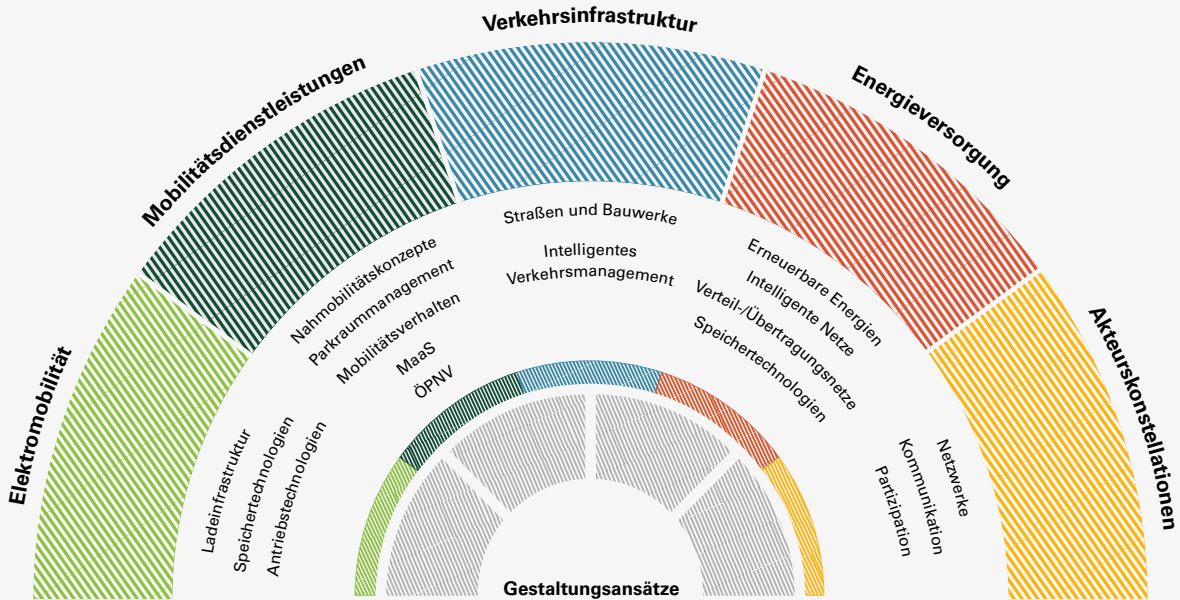 Elektromobilität
Ladeinfrastruktur
Speichertechnologien
Antriebstechnologien
Mobilitätsdienstleistungen
Nahmobilitätskonzepte
Parkraummanagement
Mobilitätsverhalten
MaaS
ÖPNV
Verkehrsinfrastruktur
Straßen und Bauwerke
Intelligentes
Verkehrsmanagement
Energieversorgung
Erneuerbare Energien
Intelligente Netze
Verteil-/Übertragungsnetze
Speichertechnologien
Akteurskonstellationen
Netzwerke
Kommunikation
Partizipation
Gestaltungsansätze